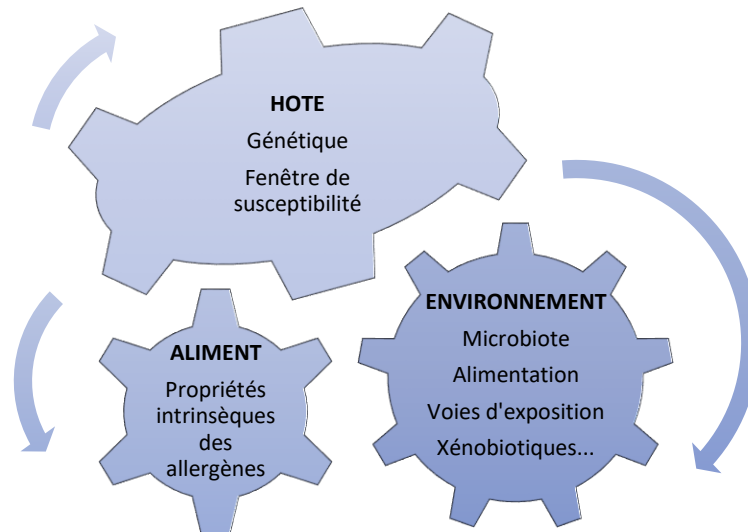 HOTE
Génétique
Fenêtre de
susceptibilité
ENVIRONNEMENT
Microbiote
Alimentation
Voies d'exposition
Xénobiotiques...
ALIMENT
Propriétés
intrinsèques
des
allergènes